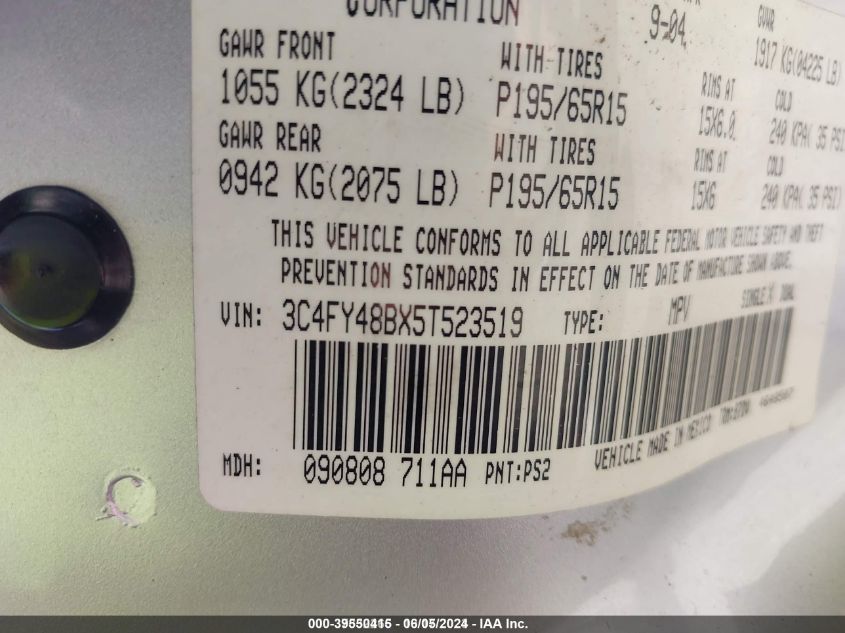 CORPORATION
9-04
GVWR
1917 KG(04225 LB)
GAWR FRONT WITH TIRES RIMS AT COLD
1055 KG(2324 LB) P195/65R15 15X6.0 240 KPA( 35 PSI
GAWR REAR WITH TIRES RIMS AT COLD
0942 KG(2075 LB) P195/65R15 15X6 240 KPA( 35 PSI)
THIS VEHICLE CONFORMS TO ALL APPLICABLE FEDERAL MOTOR VEHICLE SAFETY AND THEFT
PREVENTION STANDARDS IN EFFECT ON THE DATE OF MANUFACTURE SHOWN ABOVE.
VIN: 3C4FY48BX5T523519 TYPE: MPV SINGLE X DUAL
MDH: 090808 711AA PNT:PS2 VEHICLE MADE IN MEXICO
000-39550415 06/05/2024 - IAA Inc.